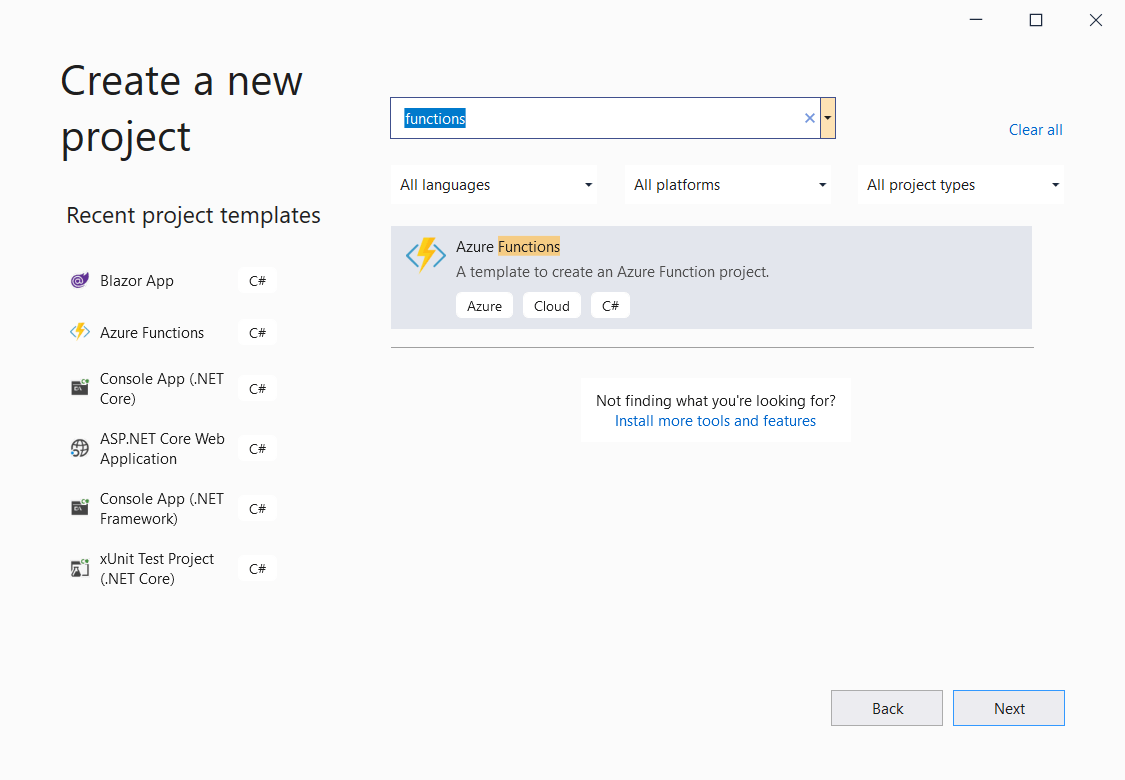 Create a new
project
Recent project templates
Blazor App C#
Azure Functions C#
Console App (.NET
Core) C#
ASP.NET Core Web
Application C#
Console App (.NET
Framework) C#
xUnit Test Project
(.NET Core) C#
functions
Clear all
All languages All platforms All project types
Azure Functions
A template to create an Azure Function project.
Azure Cloud C#
Not finding what you're looking for?
Install more tools and features
Back Next